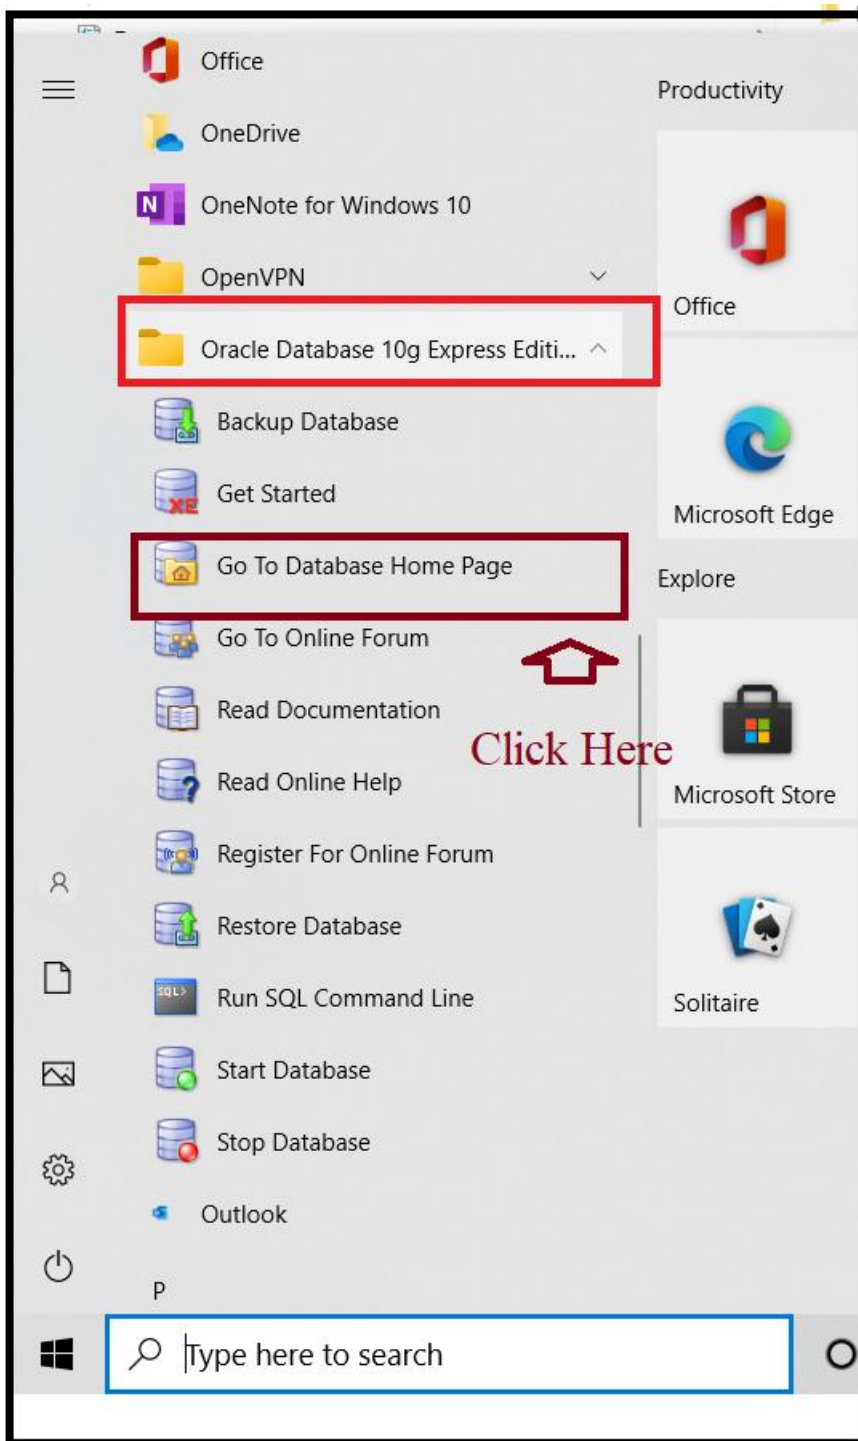 Office
OneDrive
OneNote for Windows 10
OpenVPN
Oracle Database 10g Express Editi...
Backup Database
Get Started
XE
Go To Database Home Page
Go To Online Forum
Read Documentation
Read Online Help
Register For Online Forum
Restore Database
SQL>
Run SQL Command Line
Start Database
Stop Database
Outlook
P
Click Here
Productivity
Office
Microsoft Edge
Explore
Microsoft Store
Solitaire
Type here to search